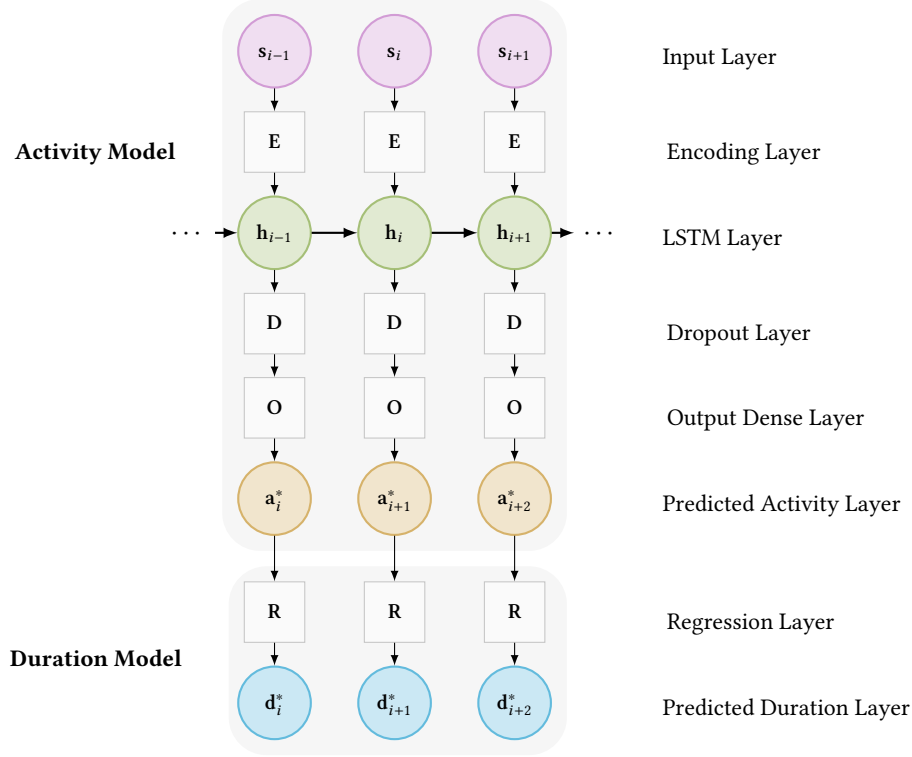 s_{i−1} s_i s_{i+1} Input Layer
E E E Encoding Layer
Activity Model
· · · h_{i−1} h_i h_{i+1} · · · LSTM Layer
D D D Dropout Layer
O O O Output Dense Layer
a*_i a*_{i+1} a*_{i+2} Predicted Activity Layer
R R R Regression Layer
Duration Model
d*_i d*_{i+1} d*_{i+2} Predicted Duration Layer